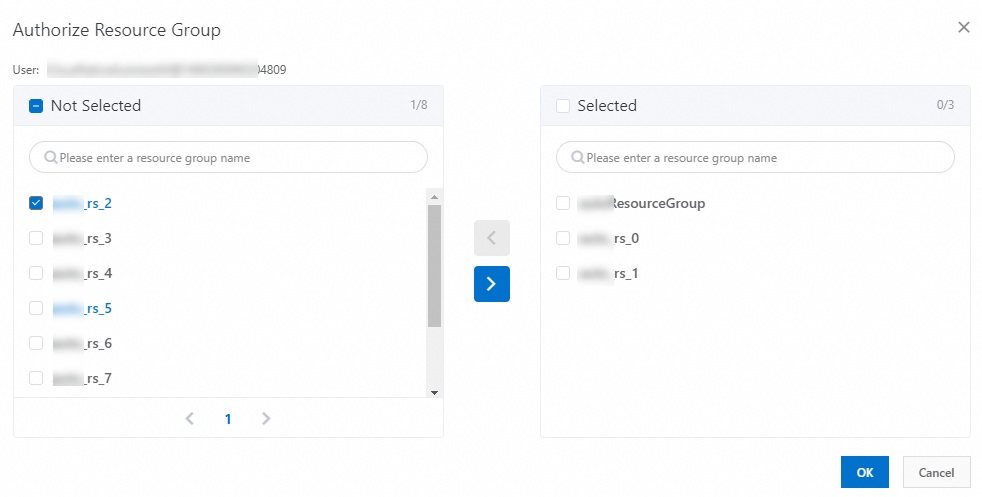 Authorize Resource Group
User: 04809
Not Selected 1/8
Please enter a resource group name
_rs_2
_rs_3
_rs_4
_rs_5
_rs_6
_rs_7
1
Selected 0/3
Please enter a resource group name
ResourceGroup
rs_0
rs_1
OK Cancel